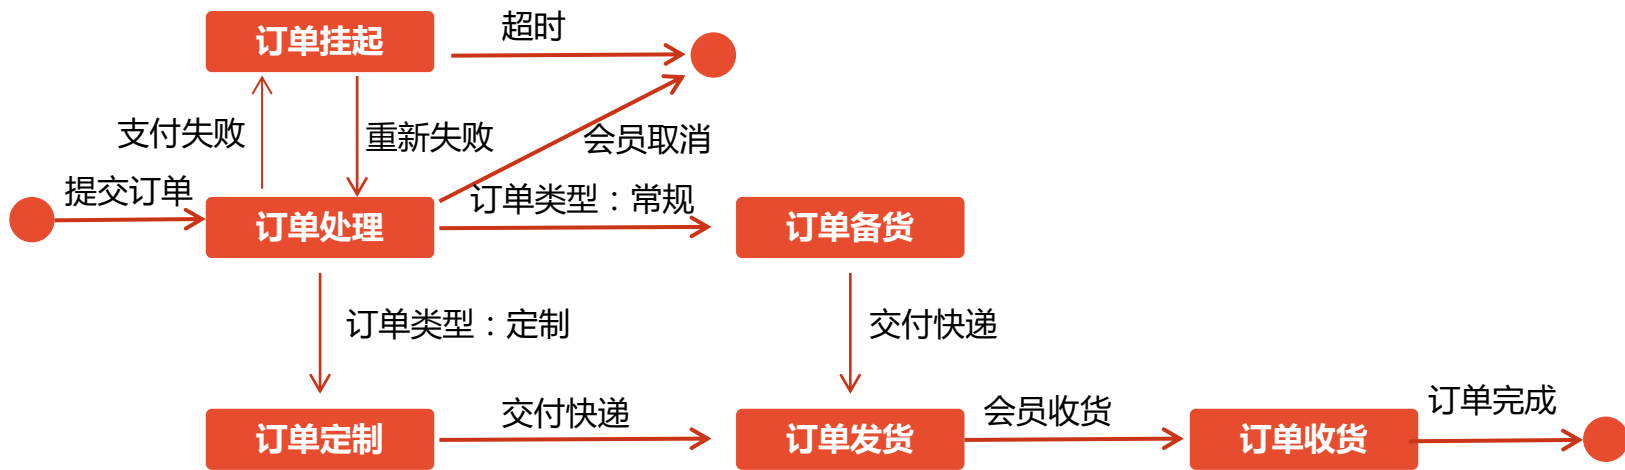 订单挂起
超时
支付失败
重新失败
会员取消
提交订单
订单处理
订单类型：常规
订单备货
订单类型：定制
交付快递
订单定制
交付快递
订单发货
会员收货
订单收货
订单完成